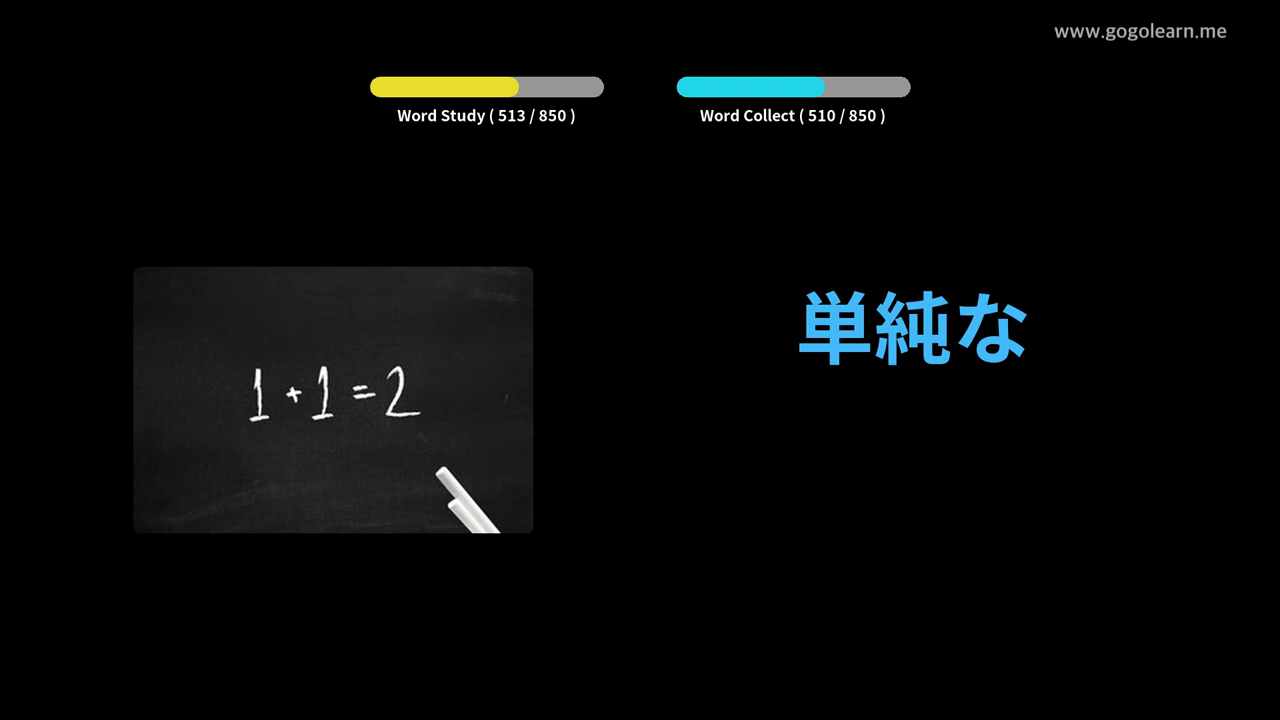 www.gogolearn.me
Word Study ( 513 / 850 )
Word Collect ( 510 / 850 )
1 + 1 = 2
単純な